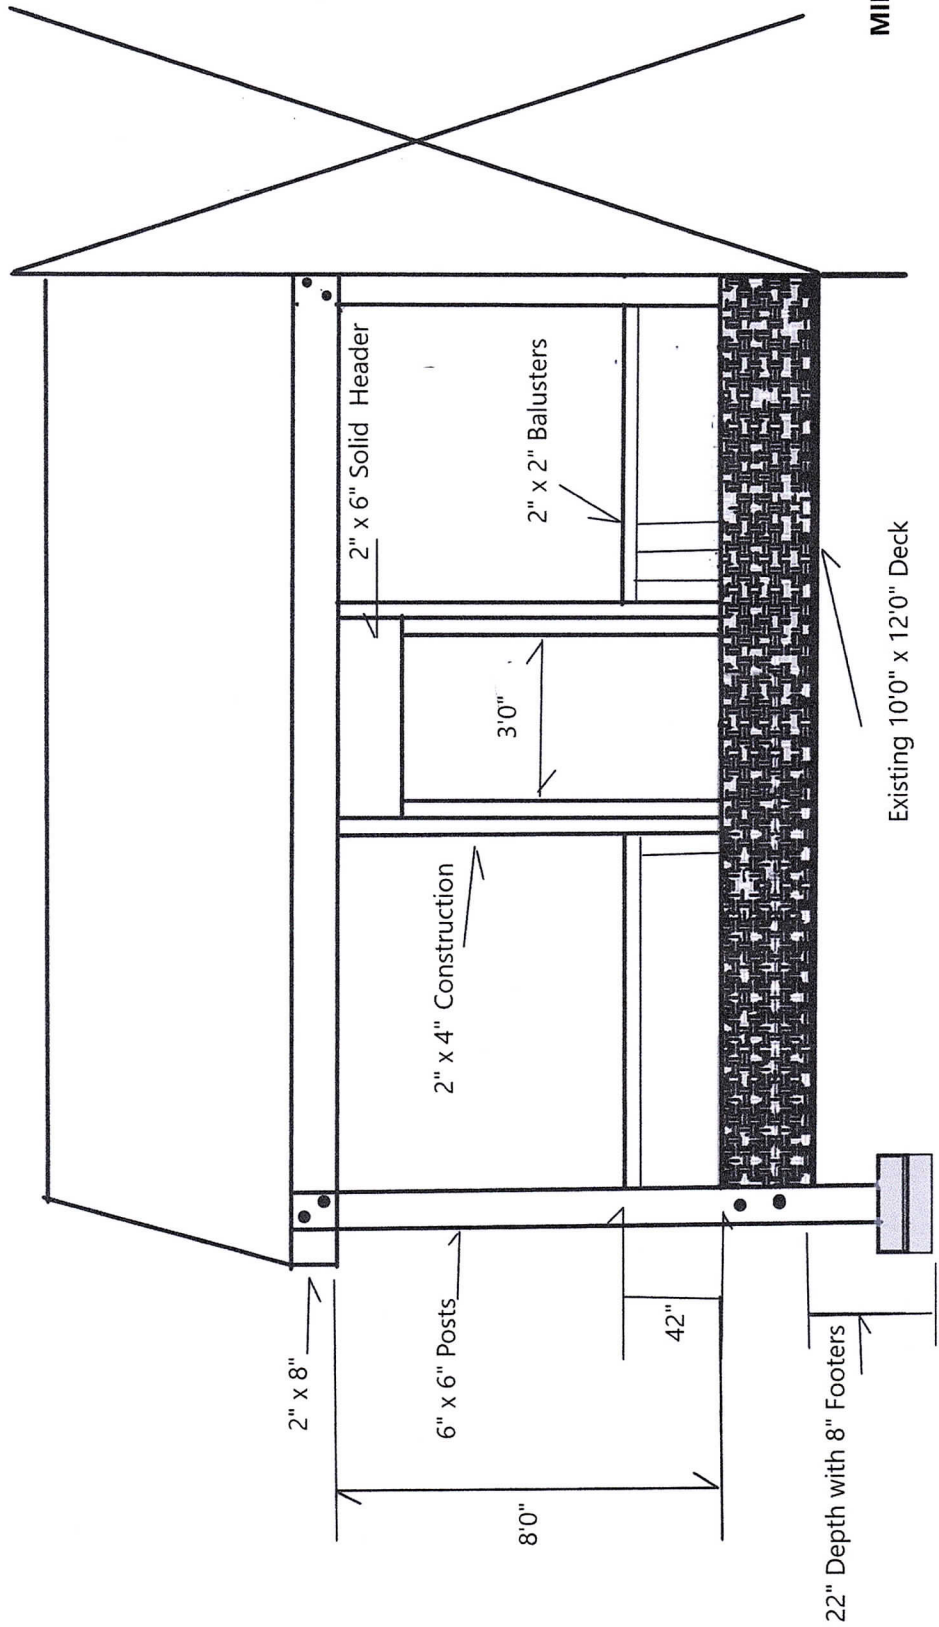 2" x 6" Solid Header
2" x 2" Balusters
3'0"
2" x 4" Construction
Existing 10'0" x 12'0" Deck
2" x 8"
6" x 6" Posts
42"
8'0"
22" Depth with 8" Footers